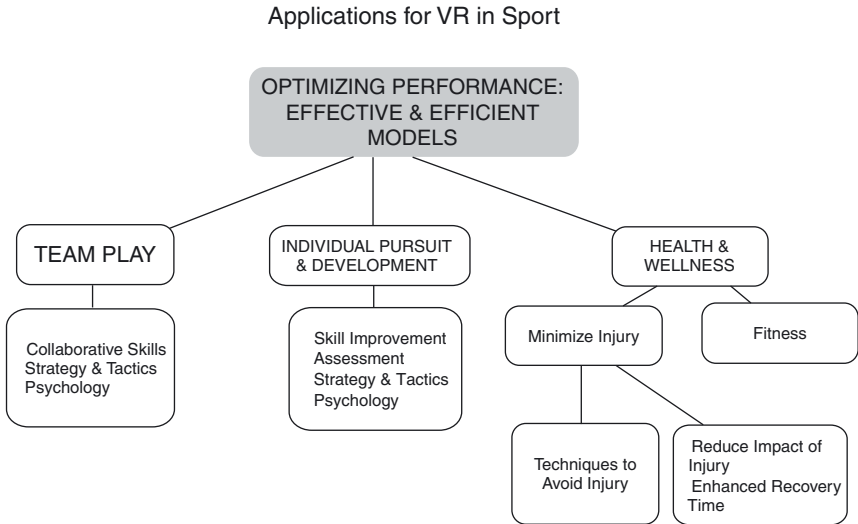 Applications for VR in Sport
OPTIMIZING PERFORMANCE:
EFFECTIVE & EFFICIENT
MODELS
TEAM PLAY
INDIVIDUAL PURSUIT
& DEVELOPMENT
HEALTH &
WELLNESS
Collaborative Skills
Strategy & Tactics
Psychology
Skill Improvement
Assessment
Strategy & Tactics
Psychology
Minimize Injury
Fitness
Techniques to
Avoid Injury
Reduce Impact of
Injury
Enhanced Recovery
Time